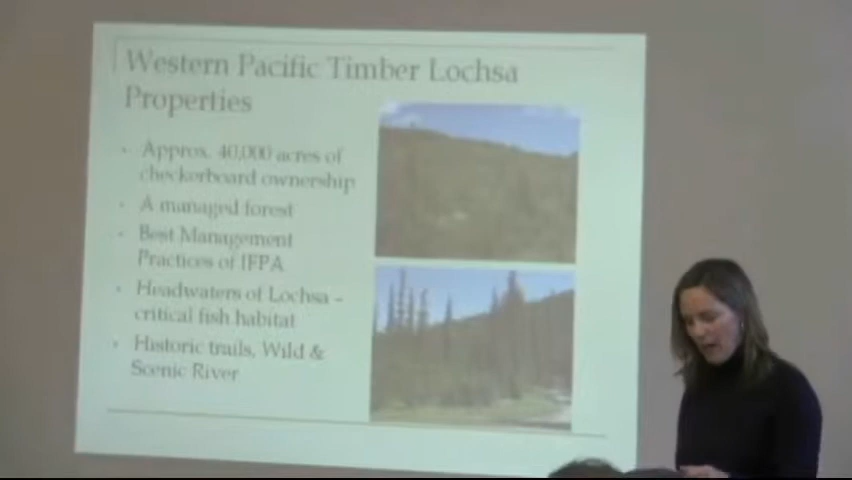 Western Pacific Timber Lochsa
Properties
Approx. 40,000 acres of
checkerboard ownership
A managed forest
Best Management
Practices of IFPA
Headwaters of Lochsa –
critical fish habitat
Historic trails, Wild &
Scenic River